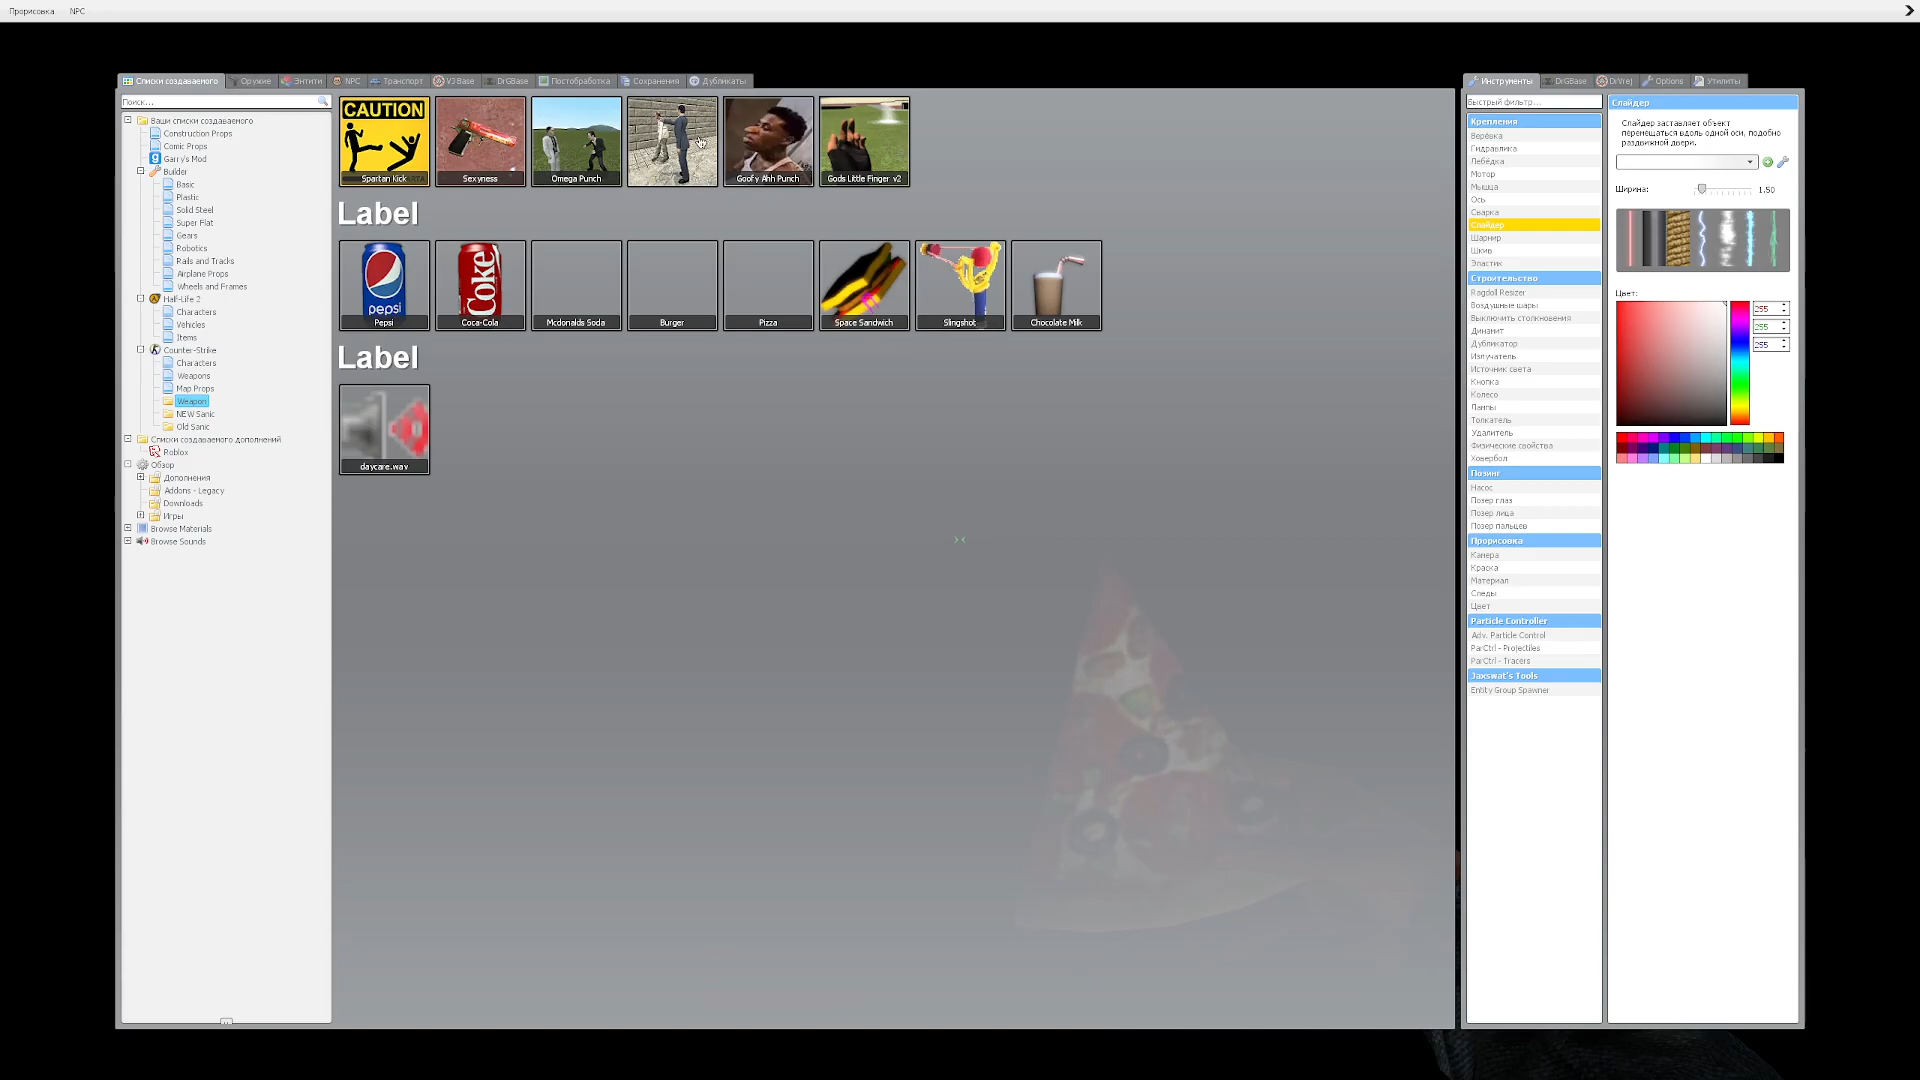 Прорисовка NPC
Списки создаваемого Оружие Энтити NPC Транспорт VJ Base DrGBase Постобработка Сохранения Дубликаты
Поиск...
Ваши списки создаваемого
Construction Props
Comic Props
Garry's Mod
Builder
Basic
Plastic
Solid Steel
Super Flat
Gears
Robotics
Rails and Tracks
Airplane Props
Wheels and Frames
Half-Life 2
Characters
Vehicles
Items
Counter-Strike
Characters
Weapons
Map Props
Weapon
NEW Sanic
Old Sanic
Списки создаваемого дополнений
Roblox
Обзор
Дополнения
Addons - Legacy
Downloads
Игры
Browse Materials
Browse Sounds
CAUTION
Spartan Kick Sexyness Omega Punch Goofy Ahh Punch Gods Little Finger v2
Label
pepsi Coke
Pepsi Coca-Cola Mcdonalds Soda Burger Pizza Space Sandwich Slingshot Chocolate Milk
Label
daycare.wav
Инструменты DrGBase DrVrej Options Утилиты
Быстрый фильтр...
Крепления
Верёвка
Гидравлика
Лебёдка
Мотор
Мышца
Ось
Сварка
Слайдер
Шарнир
Шкив
Эластик
Строительство
Ragdoll Resizer
Воздушные шары
Выключить столкновения
Динамит
Дубликатор
Излучатель
Источник света
Кнопка
Колесо
Лампы
Толкатель
Удалитель
Физические свойства
Ховербол
Позинг
Насос
Позер глаз
Позер лица
Позер пальцев
Прорисовка
Камера
Краска
Материал
Следы
Цвет
Particle Controller
Adv. Particle Control
ParCtrl - Projectiles
ParCtrl - Tracers
Jaxswat's Tools
Entity Group Spawner
Слайдер
Слайдер заставляет объект
перемещаться вдоль одной оси, подобно
раздвижной двери.
Ширина: 1.50
Цвет:
255
255
255